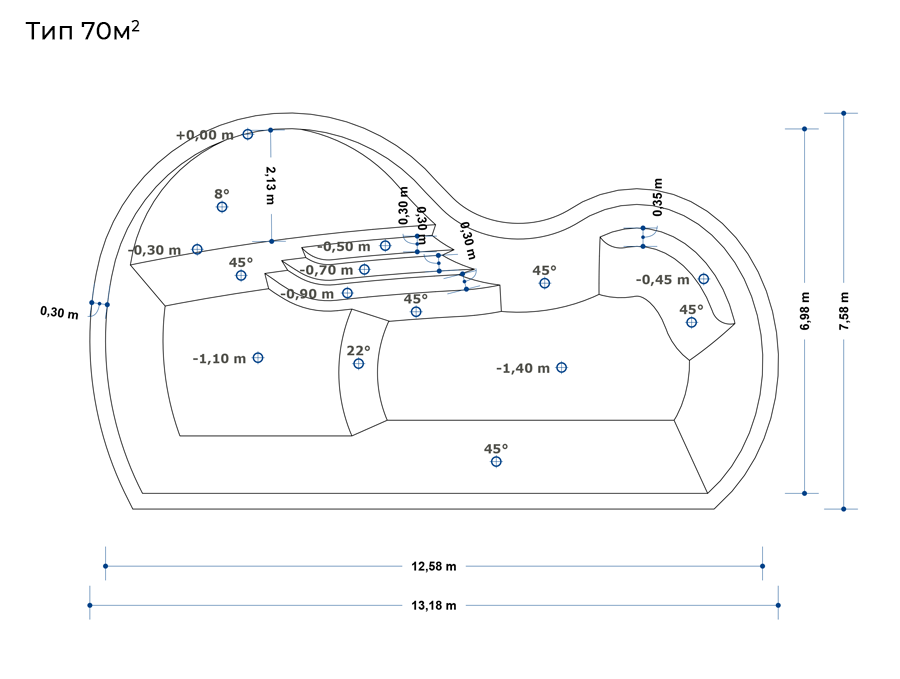 Тип 70м²
+0,00 m
2,13 m
8°
0,30 m
0,30 m
0,30 m
0,35 m
-0,30 m
-0,50 m
45°
-0,70 m
45°
-0,45 m
-0,90 m
45°
45°
0,30 m
6,98 m
7,58 m
-1,10 m
22°
-1,40 m
45°
12,58 m
13,18 m